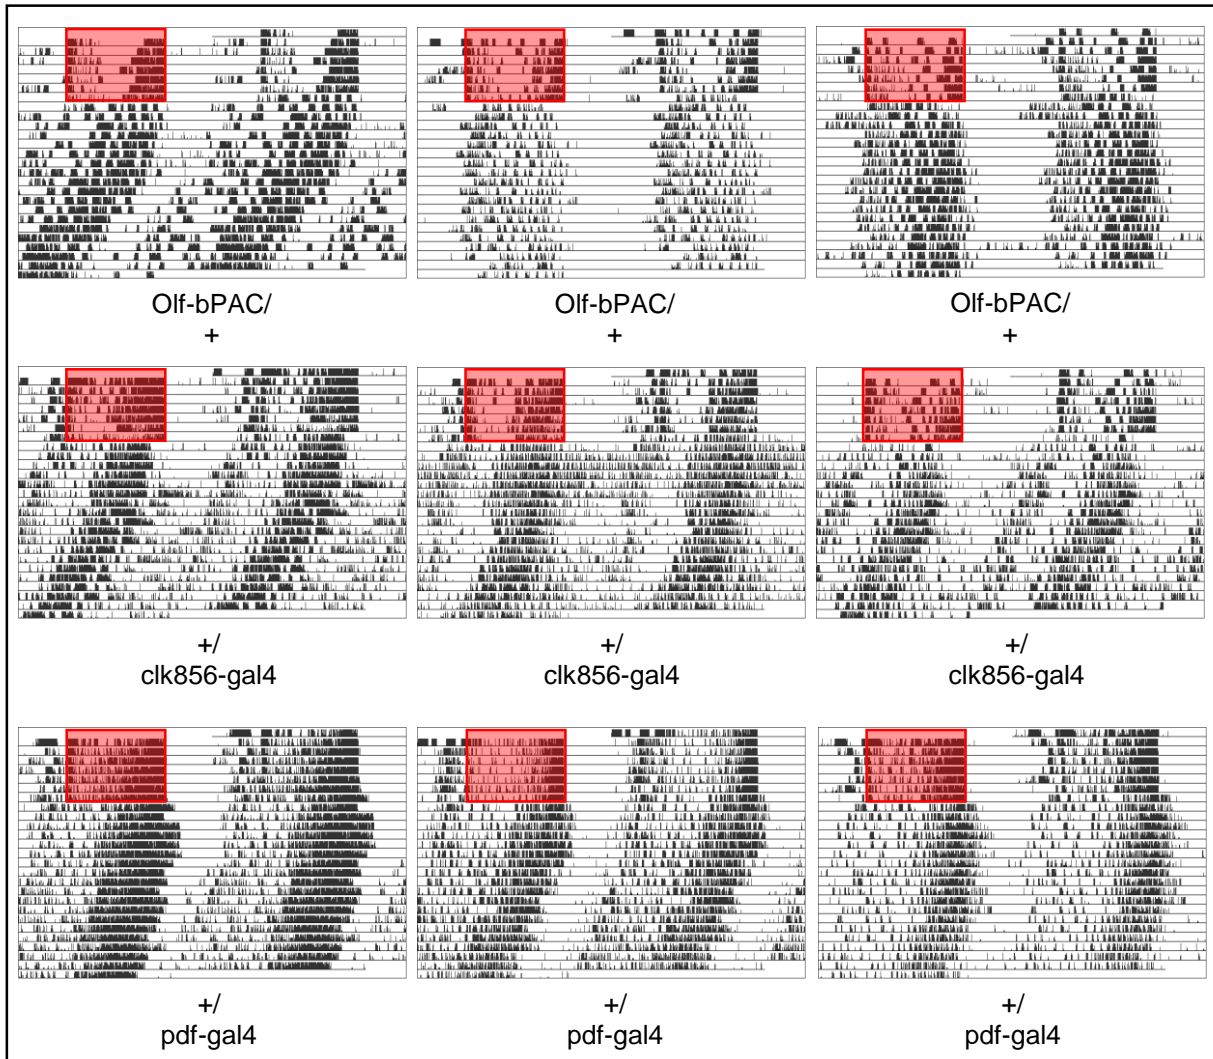 Olf-bPAC/
+
Olf-bPAC/
+
Olf-bPAC/
+
+/
clk856-gal4
+/
clk856-gal4
+/
clk856-gal4
+/
pdf-gal4
+/
pdf-gal4
+/
pdf-gal4